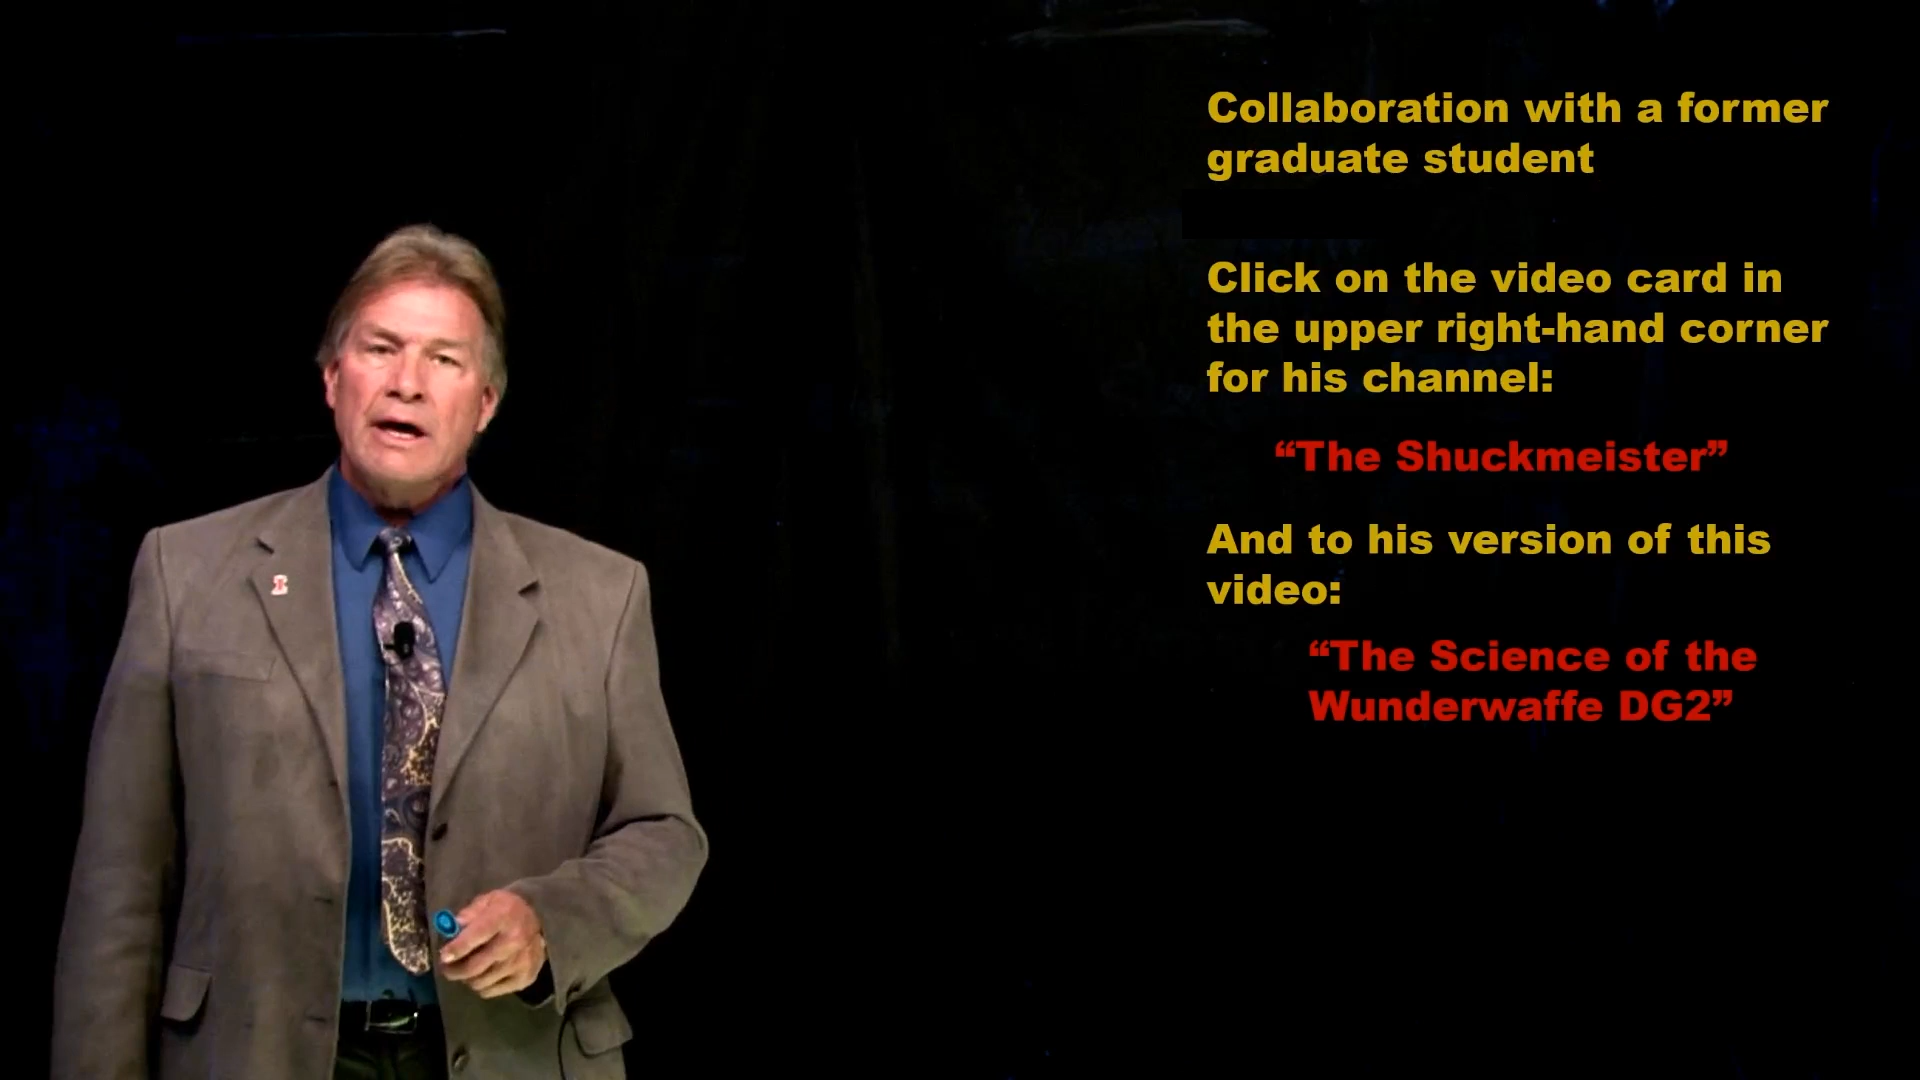 Collaboration with a former
graduate student
Click on the video card in
the upper right-hand corner
for his channel:
“The Shuckmeister”
And to his version of this
video:
“The Science of the
Wunderwaffe DG2”